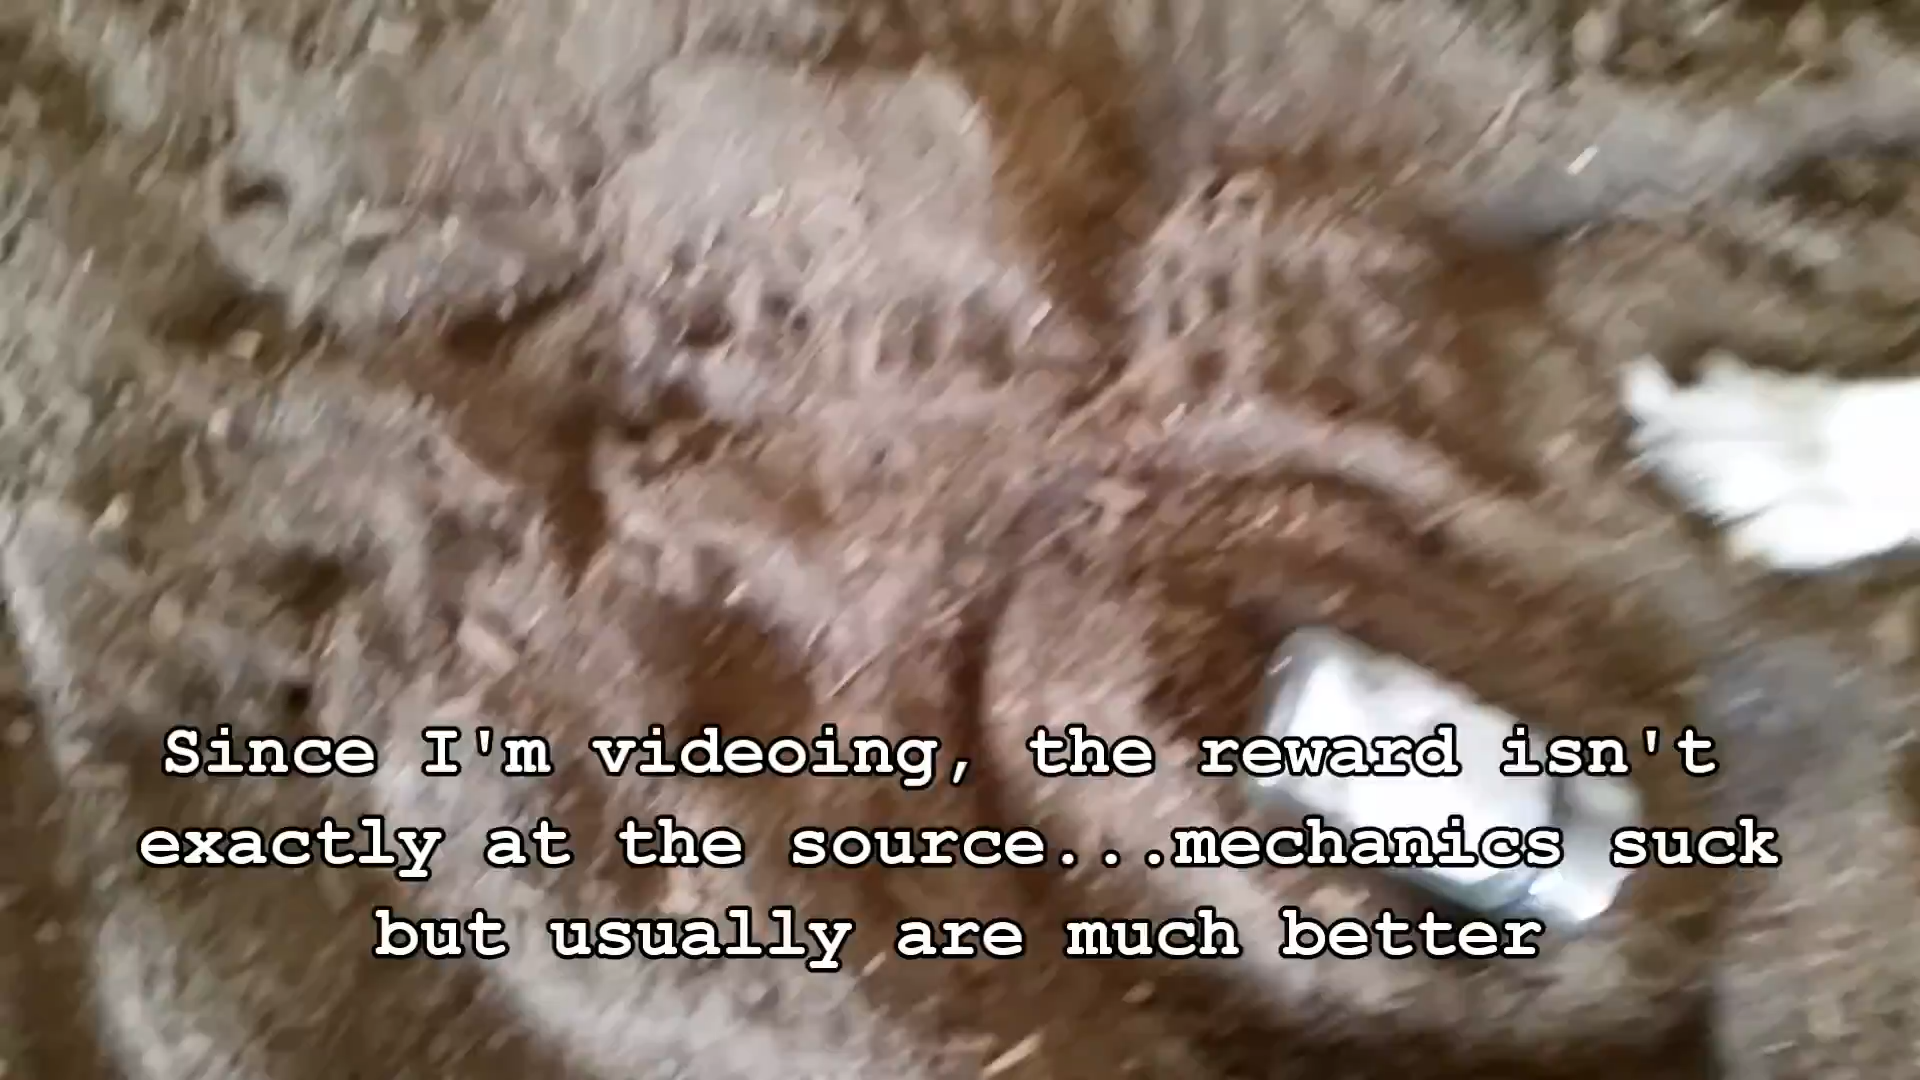 Since I'm videoing, the reward isn't
exactly at the source...mechanics suck
but usually are much better